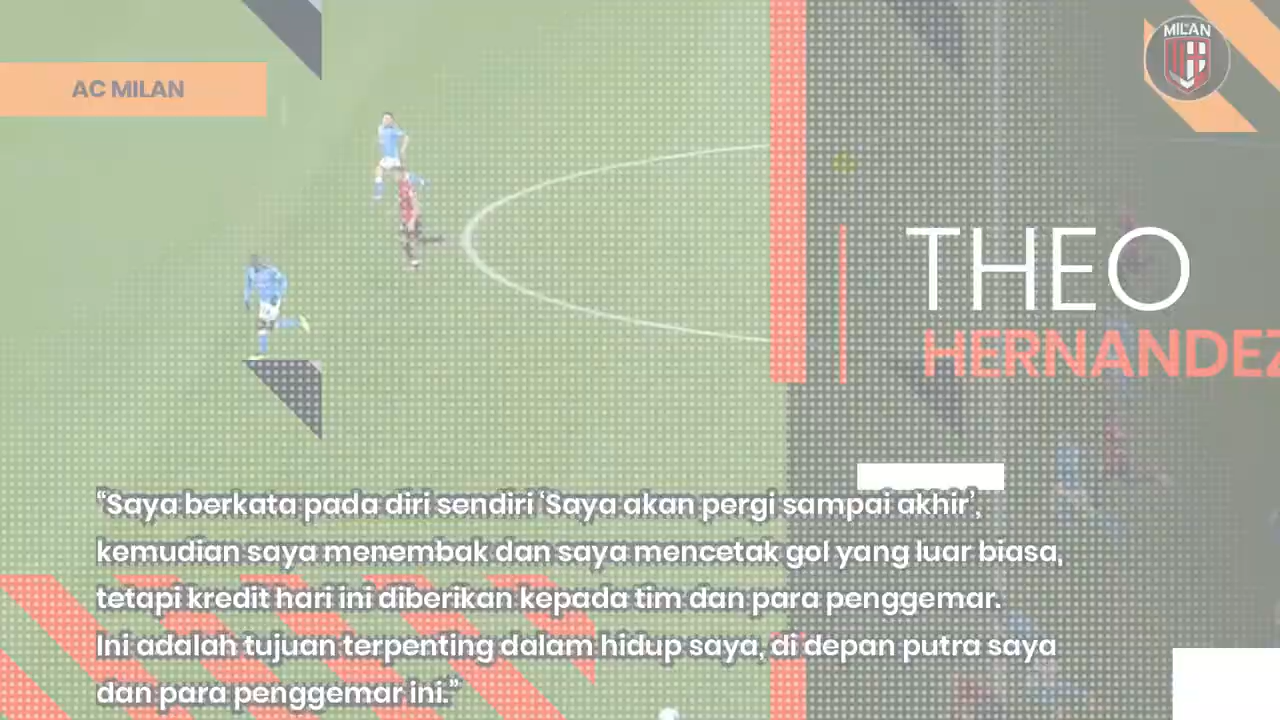 AC MILAN
MILAN
THEO
HERNANDEZ
“Saya berkata pada diri sendiri ‘Saya akan pergi sampai akhir’,
kemudian saya menembak dan saya mencetak gol yang luar biasa,
tetapi kredit hari ini diberikan kepada tim dan para penggemar.
Ini adalah tujuan terpenting dalam hidup saya, di depan putra saya
dan para penggemar ini.”